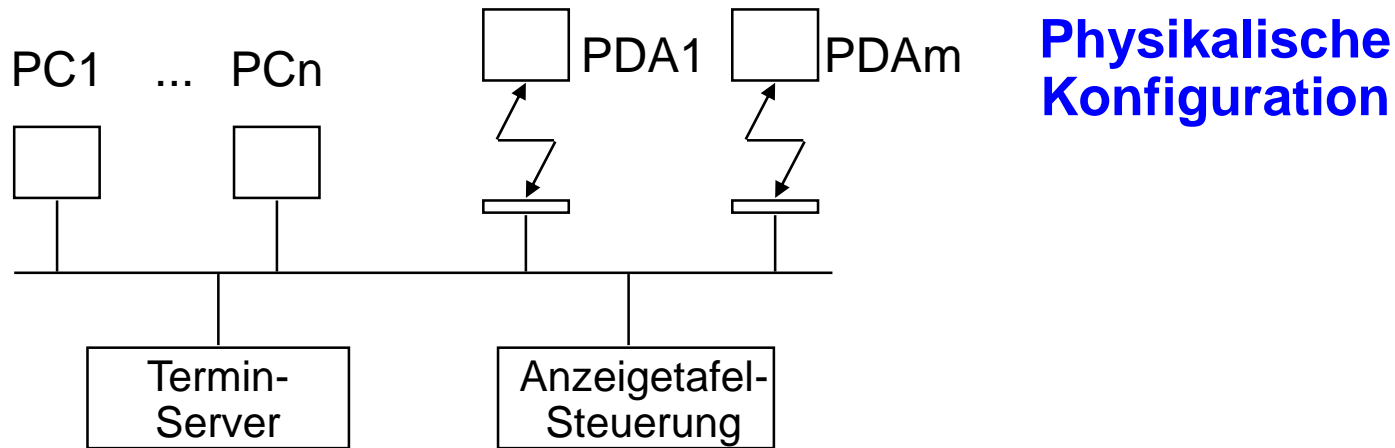 PC1 ... PCn
PDA1
PDAm
Physikalische
Konfiguration
Termin-
Server
Anzeigetafel-
Steuerung